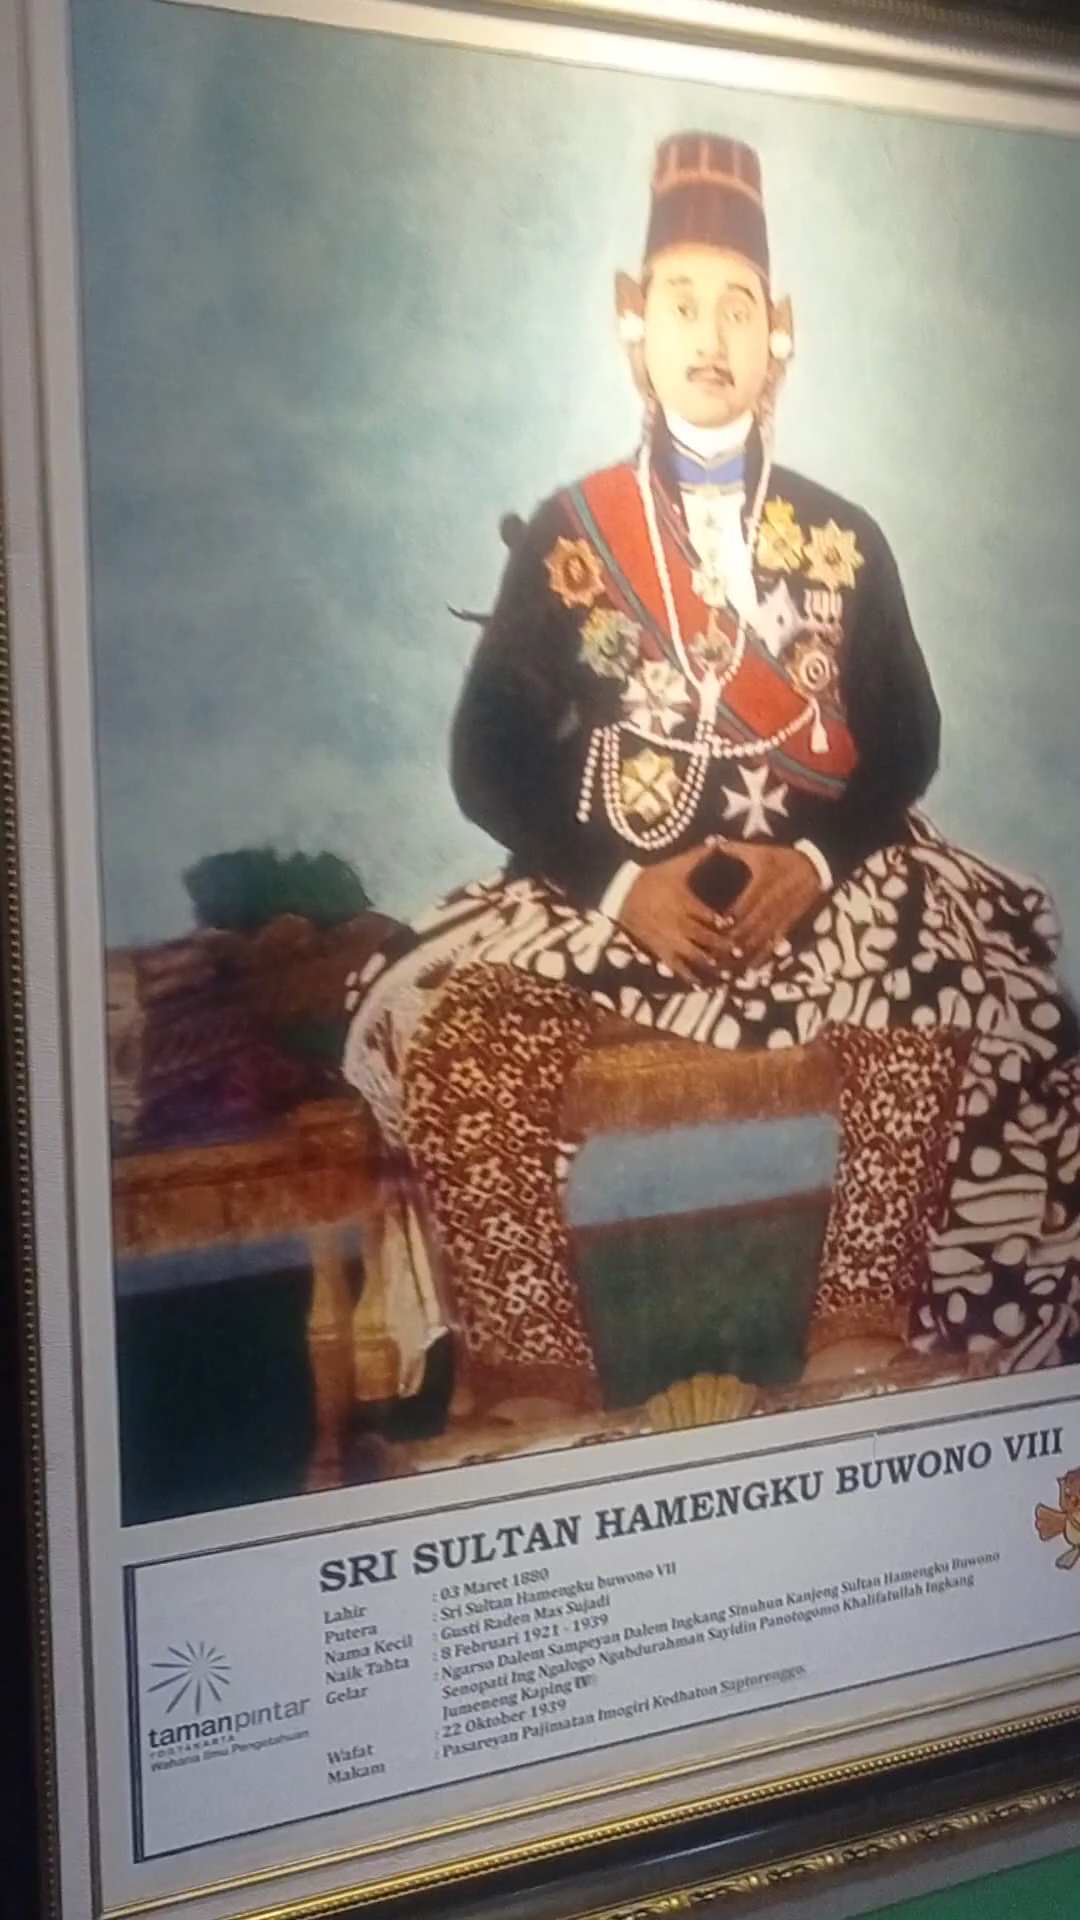 SRI SULTAN HAMENGKU BUWONO VIII
Lahir : 03 Maret 1880
Putera : Sri Sultan Hamengku buwono VII
Nama Kecil : Gusti Raden Mas Sujadi
Naik Tahta : 8 Februari 1921 - 1939
Gelar : Ngarso Dalem Sampeyan Dalem Ingkang Sinuhun Kanjeng Sultan Hamengku Buwono
Senopati Ing Ngalogo Ngabdurahman Sayidin Panotogomo Khalifatullah Ingkang
Jumeneng Kaping
Wafat : 22 Oktober 1939
Makam : Pasareyan Pajimatan Imogiri Kedhaton Sapturenggo.
tamanpintar
YOGYAKARTA
Wahana Ilmu Pengetahuan